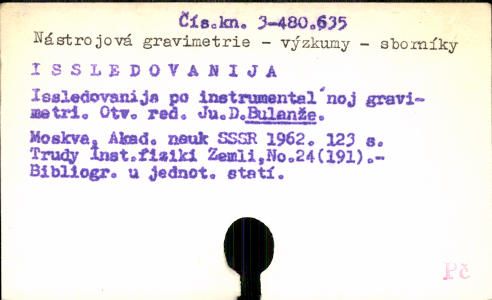 Čís.kn. 3-480.635
Nástrojová gravimetrie - výzkumy - sborníky
I S S L E D O V A N I J A
Issledovanija po instrumental´noj gravi-
metri. Otv. red. Ju.D.Bulanže.
Moskva, Akad. nauk SSSR 1962. 123 s.
Trudy Inst.fiziki Zemli,No.24(191).-
Bibliogr. u jednot. statí.
Pč